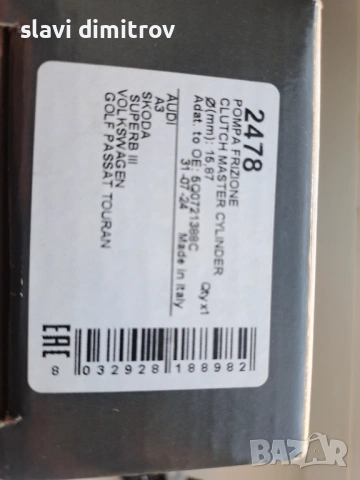 slavi dimitrov
2478
POMPA FRIZIONE
CLUTCH MASTER CYLINDER
Ø(mm): 15,87 Qty x1
Adat. to OE: 5Q0721388C
31-07-24 Made in Italy
AUDI
A3
SKODA
SUPERB III
VOLKSWAGEN
GOLF PASSAT TOURAN
EAC
8 032928 188982
bazar